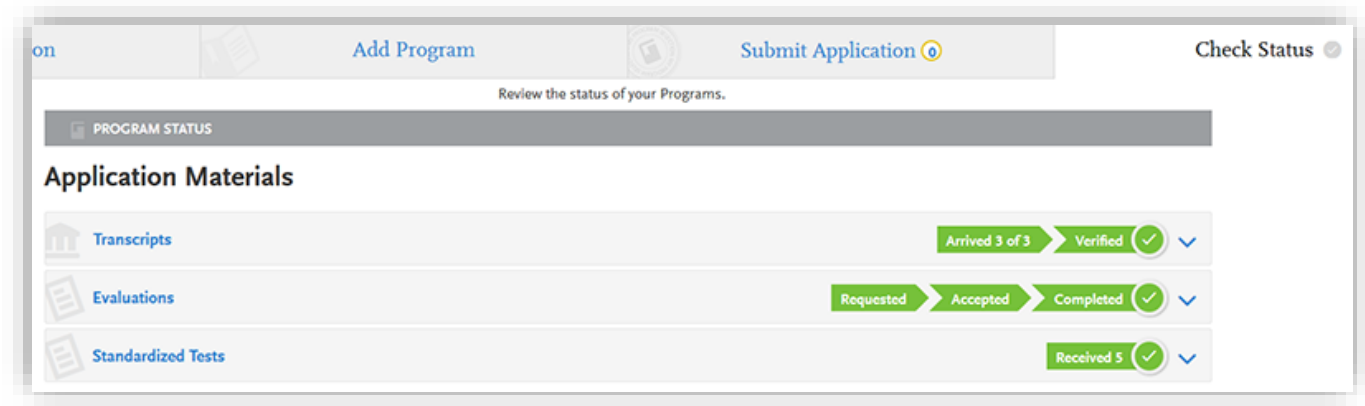 on
Add Program
Submit Application 0
Check Status
Review the status of your Programs.
PROGRAM STATUS
Application Materials
Transcripts
Arrived 3 of 3
Verified
Evaluations
Requested
Accepted
Completed
Standardized Tests
Received 5